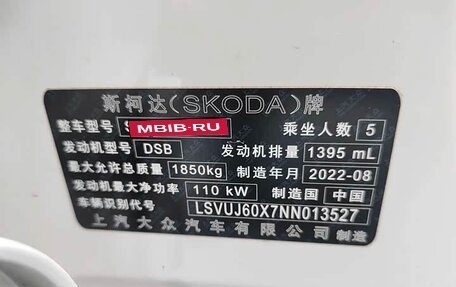 斯柯达(SKODA)牌
整车型号 S MBIB.RU 乘坐人数 5
发动机型号 DSB 发动机排量 1395 mL
最大允许总质量 1850kg 制造年月 2022-08
发动机最大净功率 110 kW 制造国 中国
车辆识别代号 LSVUJ60X7NN013527
上汽大众汽车有限公司 制造